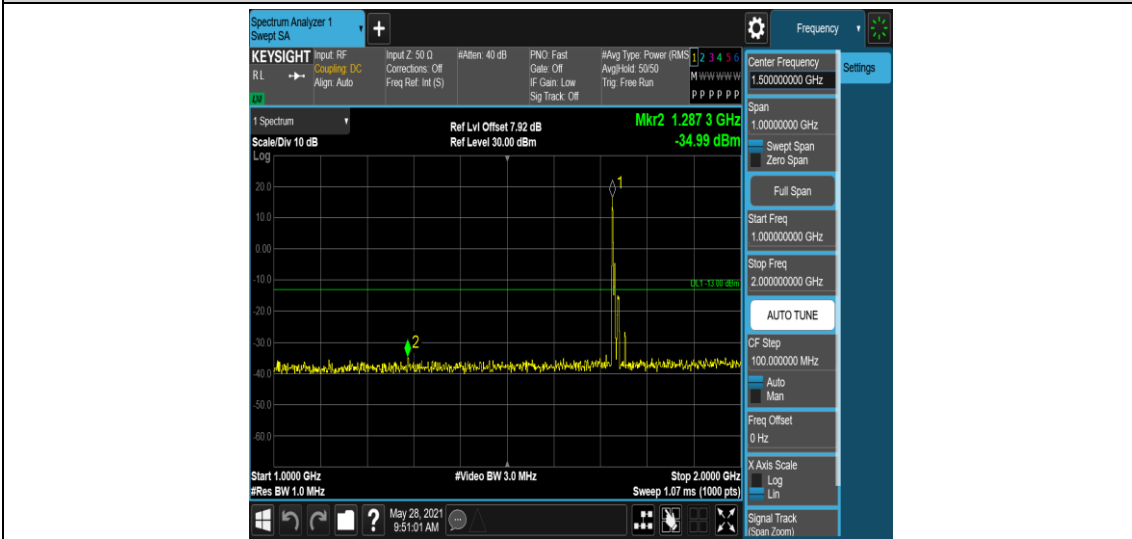 Spectrum Analyzer 1
Swept SA
+
Frequency
KEYSIGHT
RL
LXI
Input: RF
Coupling: DC
Align: Auto
Input Z: 50 Ω
Corrections: Off
Freq Ref: Int (S)
#Atten: 40 dB
PNO: Fast
Gate: Off
IF Gain: Low
Sig Track: Off
#Avg Type: Power (RMS
Avg|Hold: 50/50
Trig: Free Run
1 2 3 4 5 6
M W W W W W
P P P P P P
1 Spectrum
Scale/Div 10 dB
Log
Ref Lvl Offset 7.92 dB
Ref Level 30.00 dBm
Mkr2 1.287 3 GHz
-34.99 dBm
20.0
10.0
0.00
-10.0
-20.0
-30.0
-40.0
-50.0
-60.0
1
DL1 -13.00 dBm
2
Start 1.0000 GHz
#Res BW 1.0 MHz
#Video BW 3.0 MHz
Stop 2.0000 GHz
Sweep 1.07 ms (1000 pts)
?
May 28, 2021
9:51:01 AM
Center Frequency
1.500000000 GHz
Span
1.00000000 GHz
Swept Span
Zero Span
Full Span
Start Freq
1.000000000 GHz
Stop Freq
2.000000000 GHz
AUTO TUNE
CF Step
100.000000 MHz
Auto
Man
Freq Offset
0 Hz
X Axis Scale
Log
Lin
Signal Track
(Span Zoom)
Settings